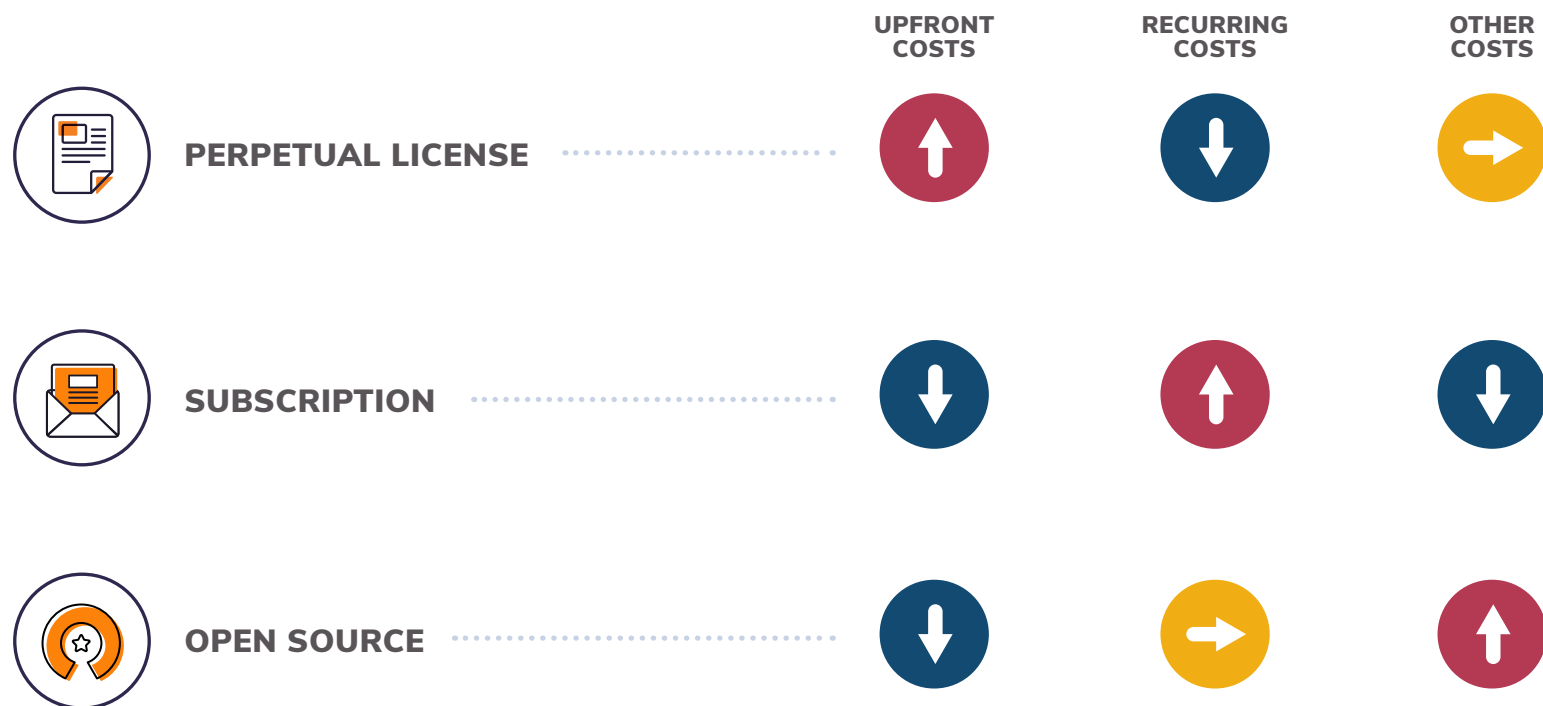 UPFRONT
COSTS
RECURRING
COSTS
OTHER
COSTS
PERPETUAL LICENSE
SUBSCRIPTION
OPEN SOURCE